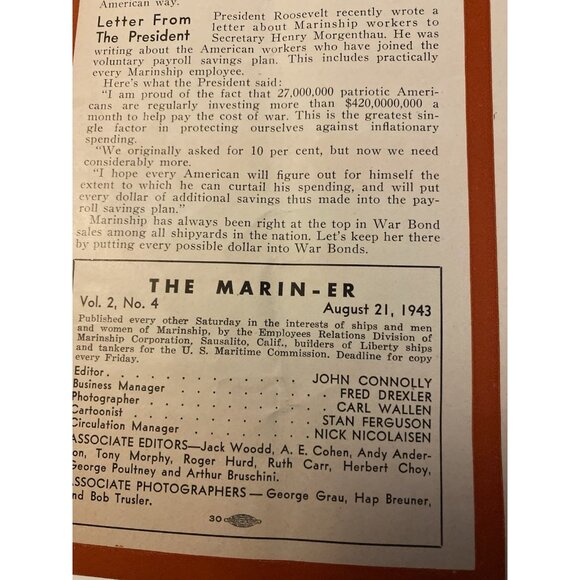 American way.
Letter From
The President
President Roosevelt recently wrote a
letter about Marinship workers to
Secretary Henry Morgenthau. He was
writing about the American workers who have joined the
voluntary payroll savings plan. This includes practically
every Marinship employee.
Here's what the President said:
"I am proud of the fact that 27,000,000 patriotic Ameri-
cans are regularly investing more than $420,0000,000 a
month to help pay the cost of war. This is the greatest sin-
gle factor in protecting ourselves against inflationary
spending.
"We originally asked for 10 per cent, but now we need
considerably more.
"I hope every American will figure out for himself the
extent to which he can curtail his spending, and will put
every dollar of additional savings thus made into the pay-
roll savings plan."
Marinship has always been right at the top in War Bond
sales among all shipyards in the nation. Let's keep her there
by putting every possible dollar into War Bonds.
THE MARIN-ER
Vol. 2, No. 4 August 21, 1943
Published every other Saturday in the interests of ships and men
and women of Marinship, by the Employees Relations Division of
Marinship Corporation, Sausalito, Calif., builders of Liberty ships
and tankers for the U. S. Maritime Commission. Deadline for copy
every Friday.
Editor . . . . . . . . . . . JOHN CONNOLLY
Business Manager . . . . . . . . FRED DREXLER
Photographer . . . . . . . . . CARL WALLEN
Cartoonist . . . . . . . . . . STAN FERGUSON
Circulation Manager . . . . . . . NICK NICOLAISEN
ASSOCIATE EDITORS—Jack Woodd, A. E. Cohen, Andy Ander-
son, Tony Morphy, Roger Hurd, Ruth Carr, Herbert Choy,
George Poultney and Arthur Bruschini.
ASSOCIATE PHOTOGRAPHERS — George Grau, Hap Breuner,
and Bob Trusler.
30